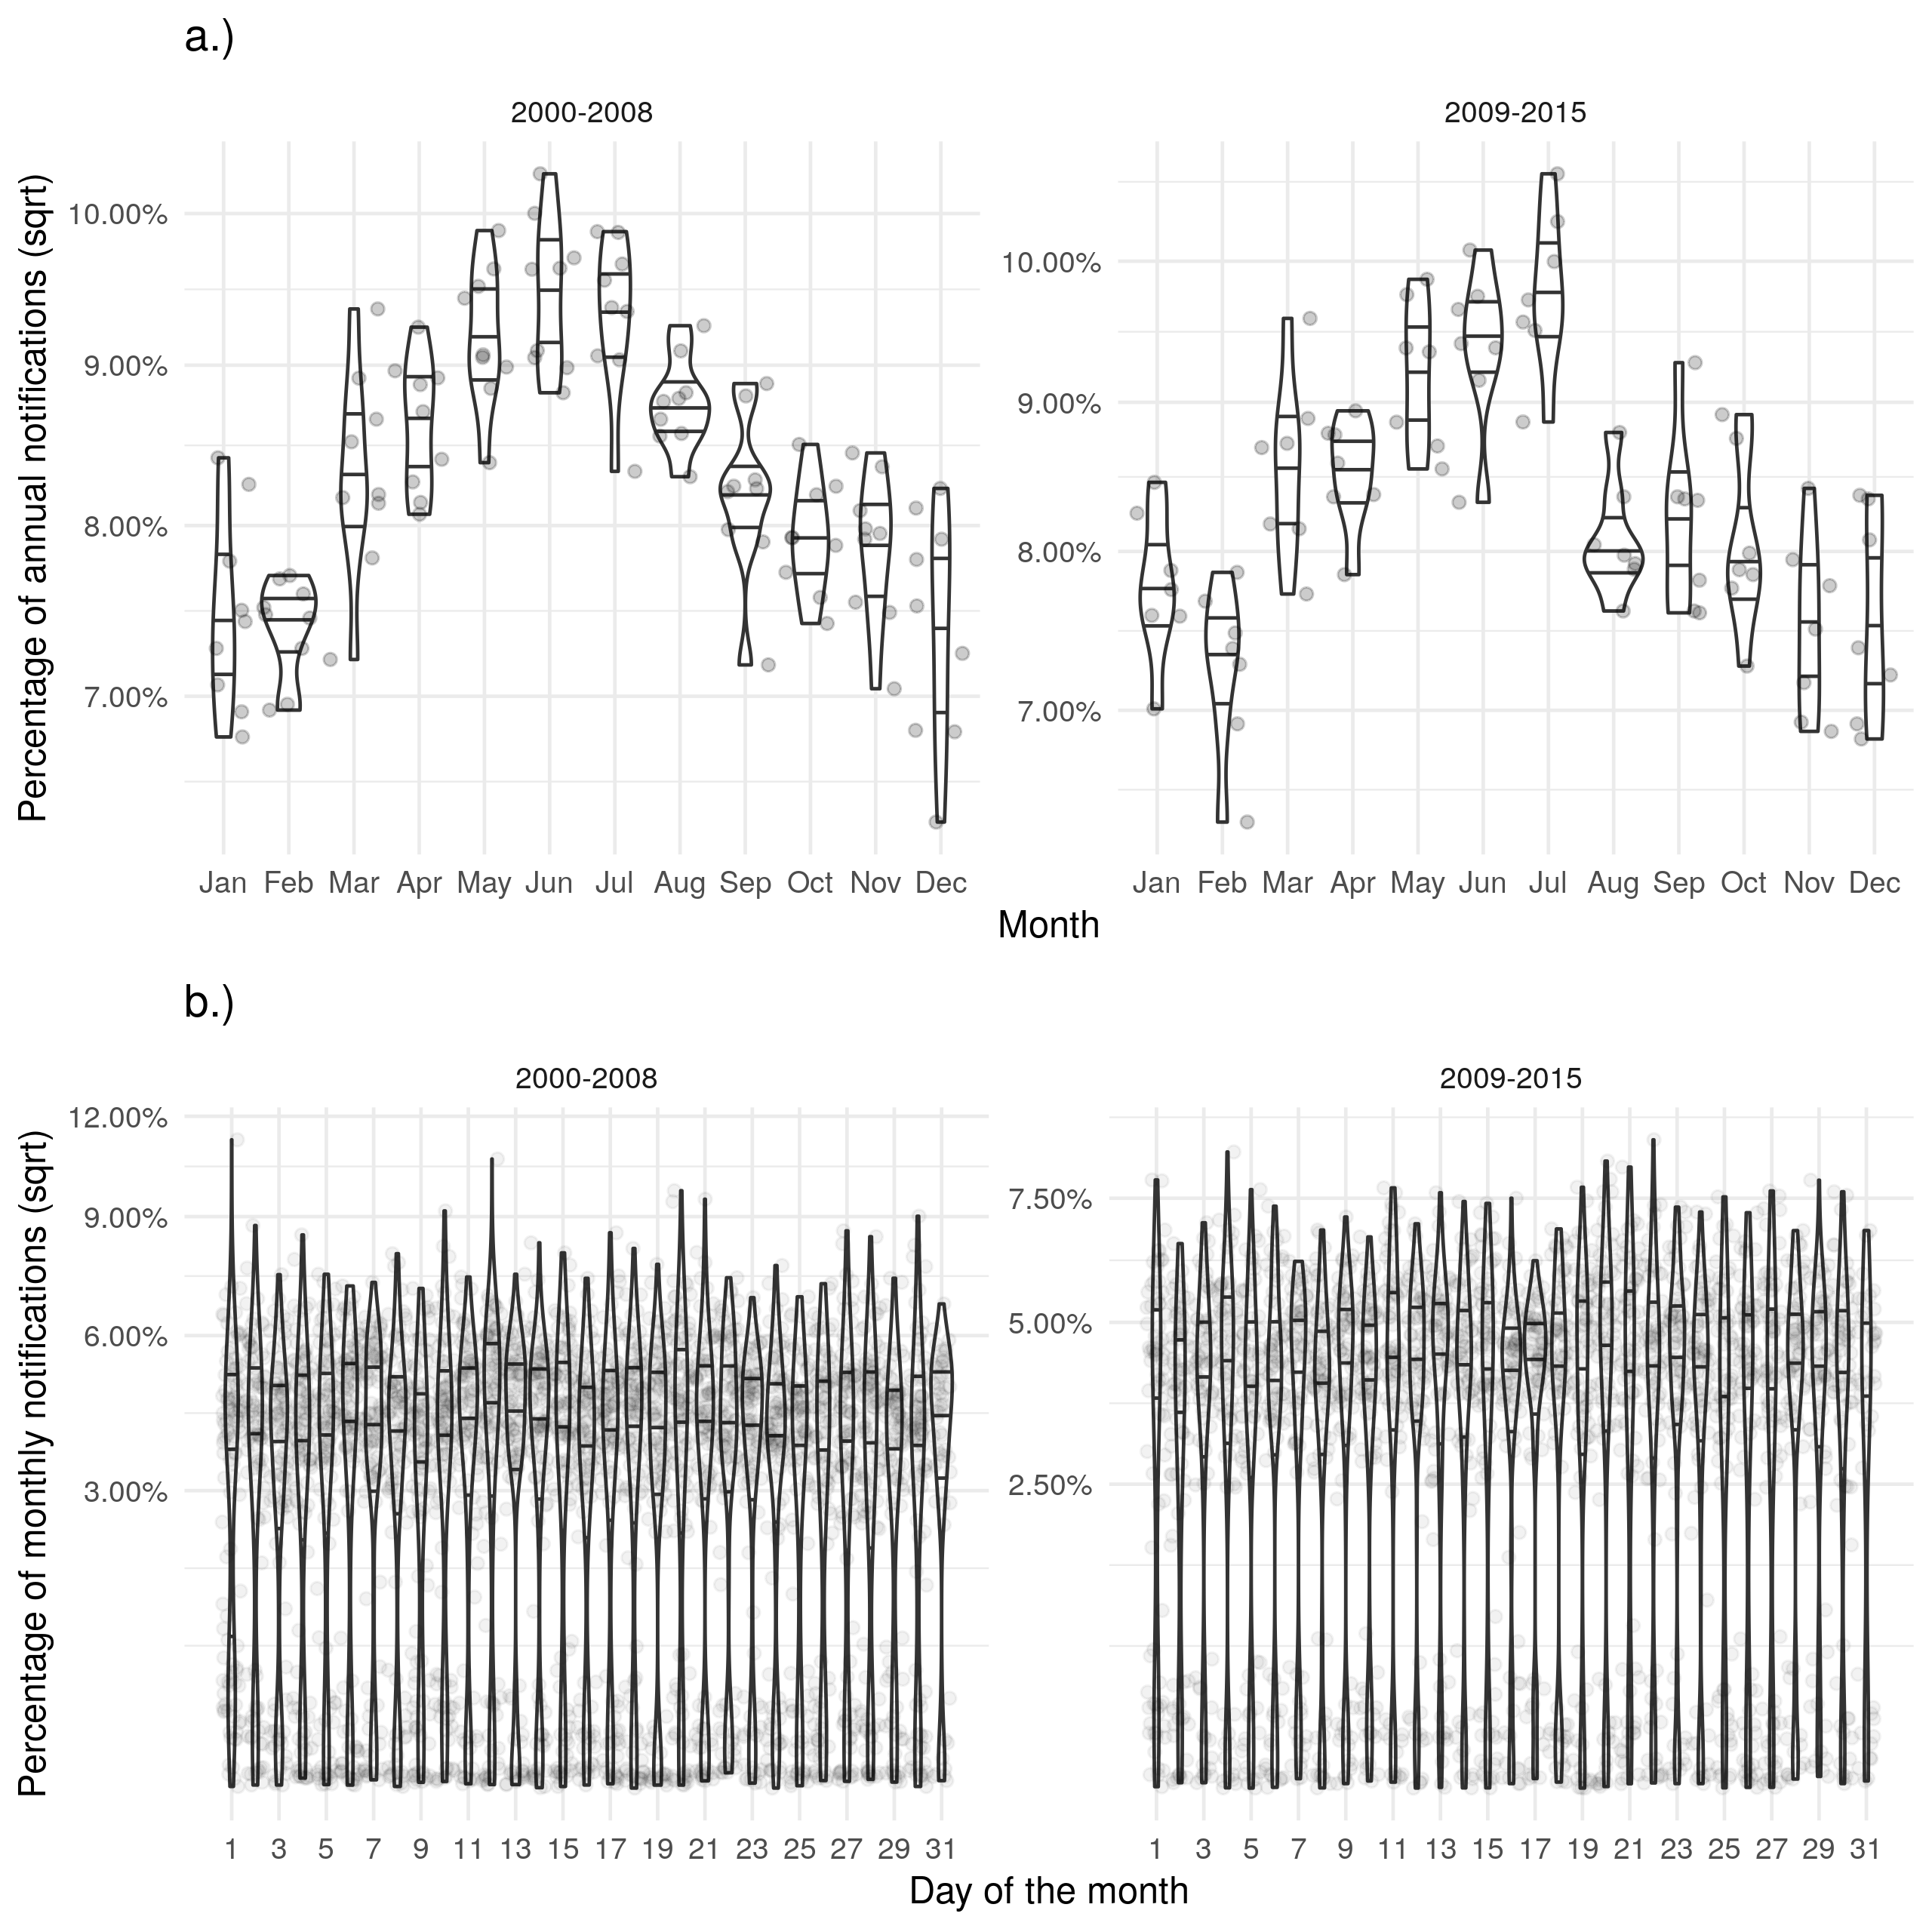 a.)
2000-2008
2009-2015
Percentage of annual notifications (sqrt)
10.00%
9.00%
8.00%
7.00%
10.00%
9.00%
8.00%
7.00%
Jan Feb Mar Apr May Jun Jul Aug Sep Oct Nov Dec
Jan Feb Mar Apr May Jun Jul Aug Sep Oct Nov Dec
Month
b.)
2000-2008
2009-2015
Percentage of monthly notifications (sqrt)
12.00%
9.00%
6.00%
3.00%
7.50%
5.00%
2.50%
1 3 5 7 9 11 13 15 17 19 21 23 25 27 29 31
1 3 5 7 9 11 13 15 17 19 21 23 25 27 29 31
Day of the month